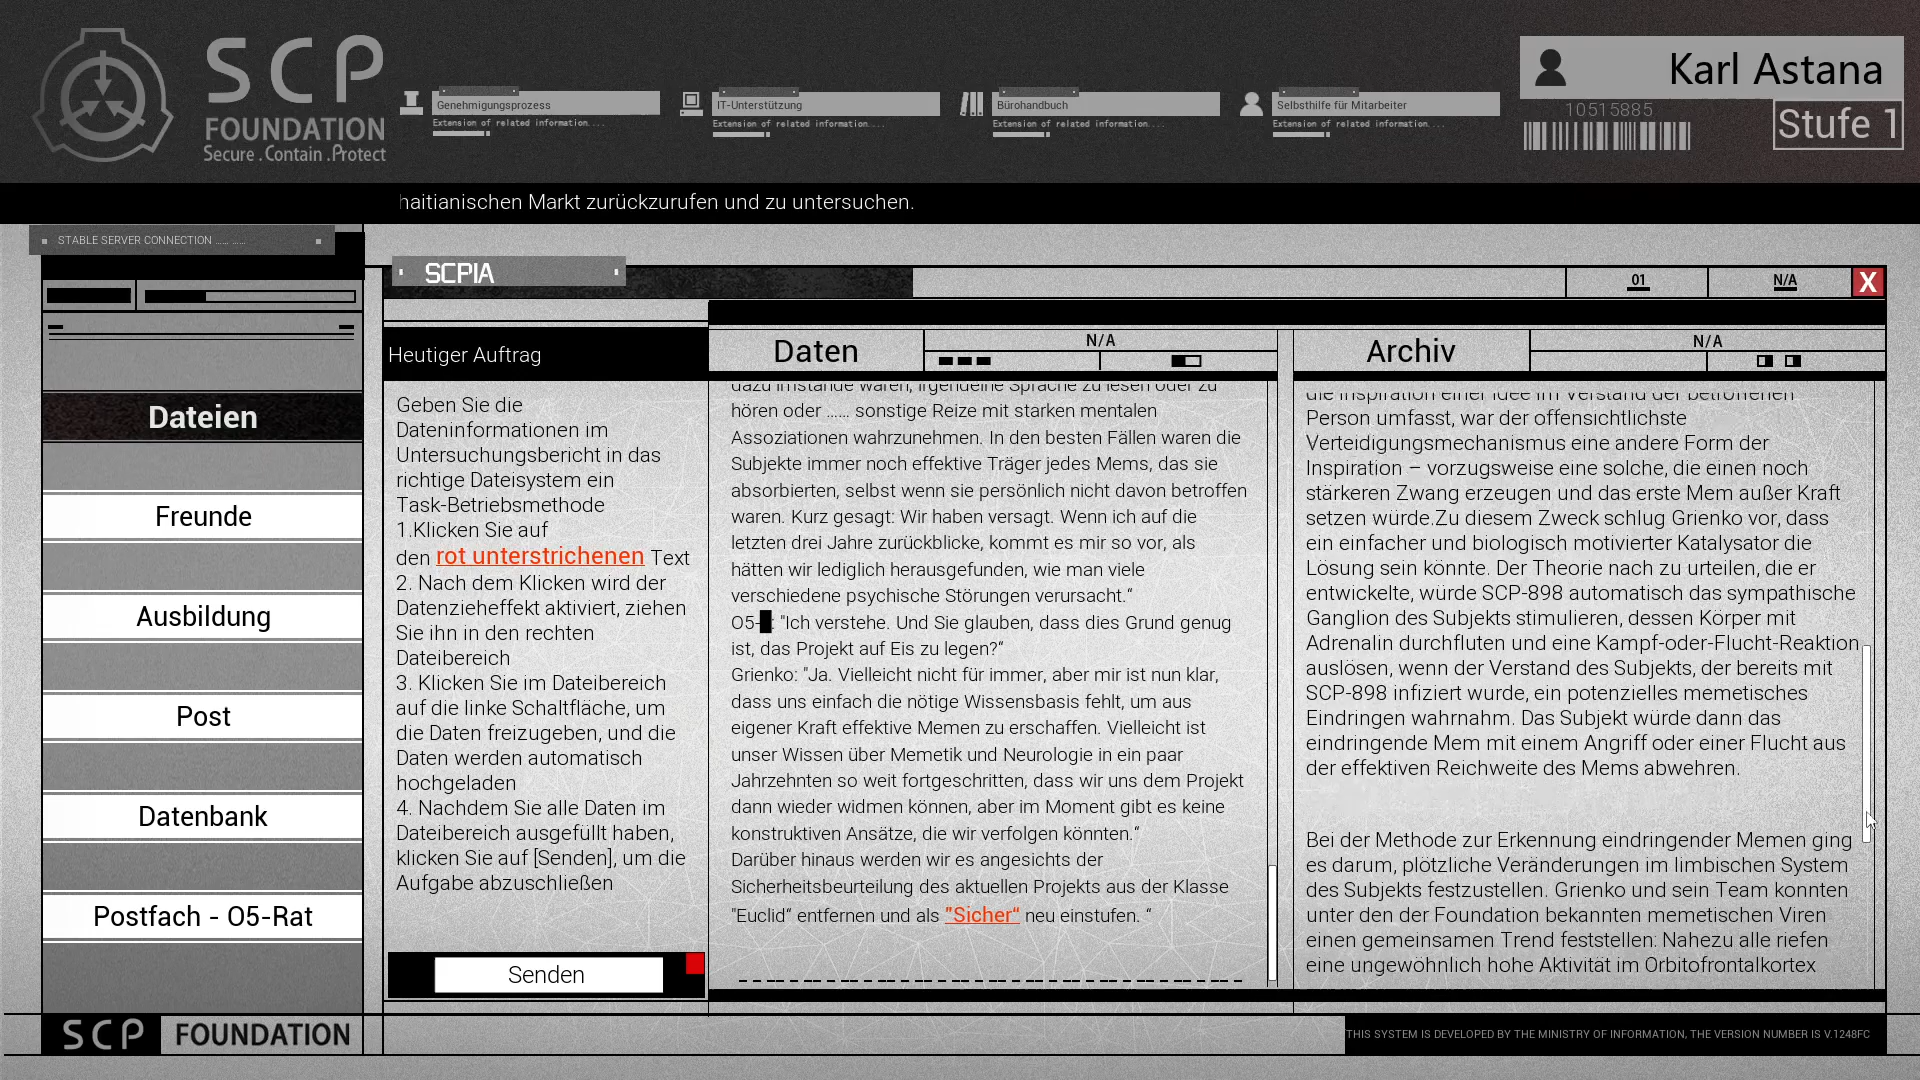 SCP
FOUNDATION
Secure . Contain . Protect
Genehmigungsprozess
Extension of related information....
IT-Unterstützung
Extension of related information....
Bürohandbuch
Extension of related information....
Selbsthilfe für Mitarbeiter
Extension of related information....
Karl Astana
10515885
Stufe 1
haitianischen Markt zurückzurufen und zu untersuchen.
STABLE SERVER CONNECTION ...... ......
SCPIA
01
N/A
X
Dateien
Freunde
Ausbildung
Post
Datenbank
Postfach - O5-Rat
Heutiger Auftrag
Geben Sie die
Dateninformationen im
Untersuchungsbericht in das
richtige Dateisystem ein
Task-Betriebsmethode
1.Klicken Sie auf
den rot unterstrichenen Text
2. Nach dem Klicken wird der
Datenzieheffekt aktiviert, ziehen
Sie ihn in den rechten
Dateibereich
3. Klicken Sie im Dateibereich
auf die linke Schaltfläche, um
die Daten freizugeben, und die
Daten werden automatisch
hochgeladen
4. Nachdem Sie alle Daten im
Dateibereich ausgefüllt haben,
klicken Sie auf [Senden], um die
Aufgabe abzuschließen
Senden
Daten
N/A
dazu imstande waren, irgendeine Sprache zu lesen oder zu
hören oder ...... sonstige Reize mit starken mentalen
Assoziationen wahrzunehmen. In den besten Fällen waren die
Subjekte immer noch effektive Träger jedes Mems, das sie
absorbierten, selbst wenn sie persönlich nicht davon betroffen
waren. Kurz gesagt: Wir haben versagt. Wenn ich auf die
letzten drei Jahre zurückblicke, kommt es mir so vor, als
hätten wir lediglich herausgefunden, wie man viele
verschiedene psychische Störungen verursacht.“
O5-█: "Ich verstehe. Und Sie glauben, dass dies Grund genug
ist, das Projekt auf Eis zu legen?“
Grienko: "Ja. Vielleicht nicht für immer, aber mir ist nun klar,
dass uns einfach die nötige Wissensbasis fehlt, um aus
eigener Kraft effektive Memen zu erschaffen. Vielleicht ist
unser Wissen über Memetik und Neurologie in ein paar
Jahrzehnten so weit fortgeschritten, dass wir uns dem Projekt
dann wieder widmen können, aber im Moment gibt es keine
konstruktiven Ansätze, die wir verfolgen könnten.“
Darüber hinaus werden wir es angesichts der
Sicherheitsbeurteilung des aktuellen Projekts aus der Klasse
"Euclid“ entfernen und als "Sicher“ neu einstufen. “
Archiv
N/A
die Inspiration einer Idee im Verstand der betroffenen
Person umfasst, war der offensichtlichste
Verteidigungsmechanismus eine andere Form der
Inspiration – vorzugsweise eine solche, die einen noch
stärkeren Zwang erzeugen und das erste Mem außer Kraft
setzen würde.Zu diesem Zweck schlug Grienko vor, dass
ein einfacher und biologisch motivierter Katalysator die
Lösung sein könnte. Der Theorie nach zu urteilen, die er
entwickelte, würde SCP-898 automatisch das sympathische
Ganglion des Subjekts stimulieren, dessen Körper mit
Adrenalin durchfluten und eine Kampf-oder-Flucht-Reaktion
auslösen, wenn der Verstand des Subjekts, der bereits mit
SCP-898 infiziert wurde, ein potenzielles memetisches
Eindringen wahrnahm. Das Subjekt würde dann das
eindringende Mem mit einem Angriff oder einer Flucht aus
der effektiven Reichweite des Mems abwehren.
Bei der Methode zur Erkennung eindringender Memen ging
es darum, plötzliche Veränderungen im limbischen System
des Subjekts festzustellen. Grienko und sein Team konnten
unter den der Foundation bekannten memetischen Viren
einen gemeinsamen Trend feststellen: Nahezu alle riefen
eine ungewöhnlich hohe Aktivität im Orbitofrontalkortex
SCP FOUNDATION
THIS SYSTEM IS DEVELOPED BY THE MINISTRY OF INFORMATION, THE VERSION NUMBER IS V.1248FC